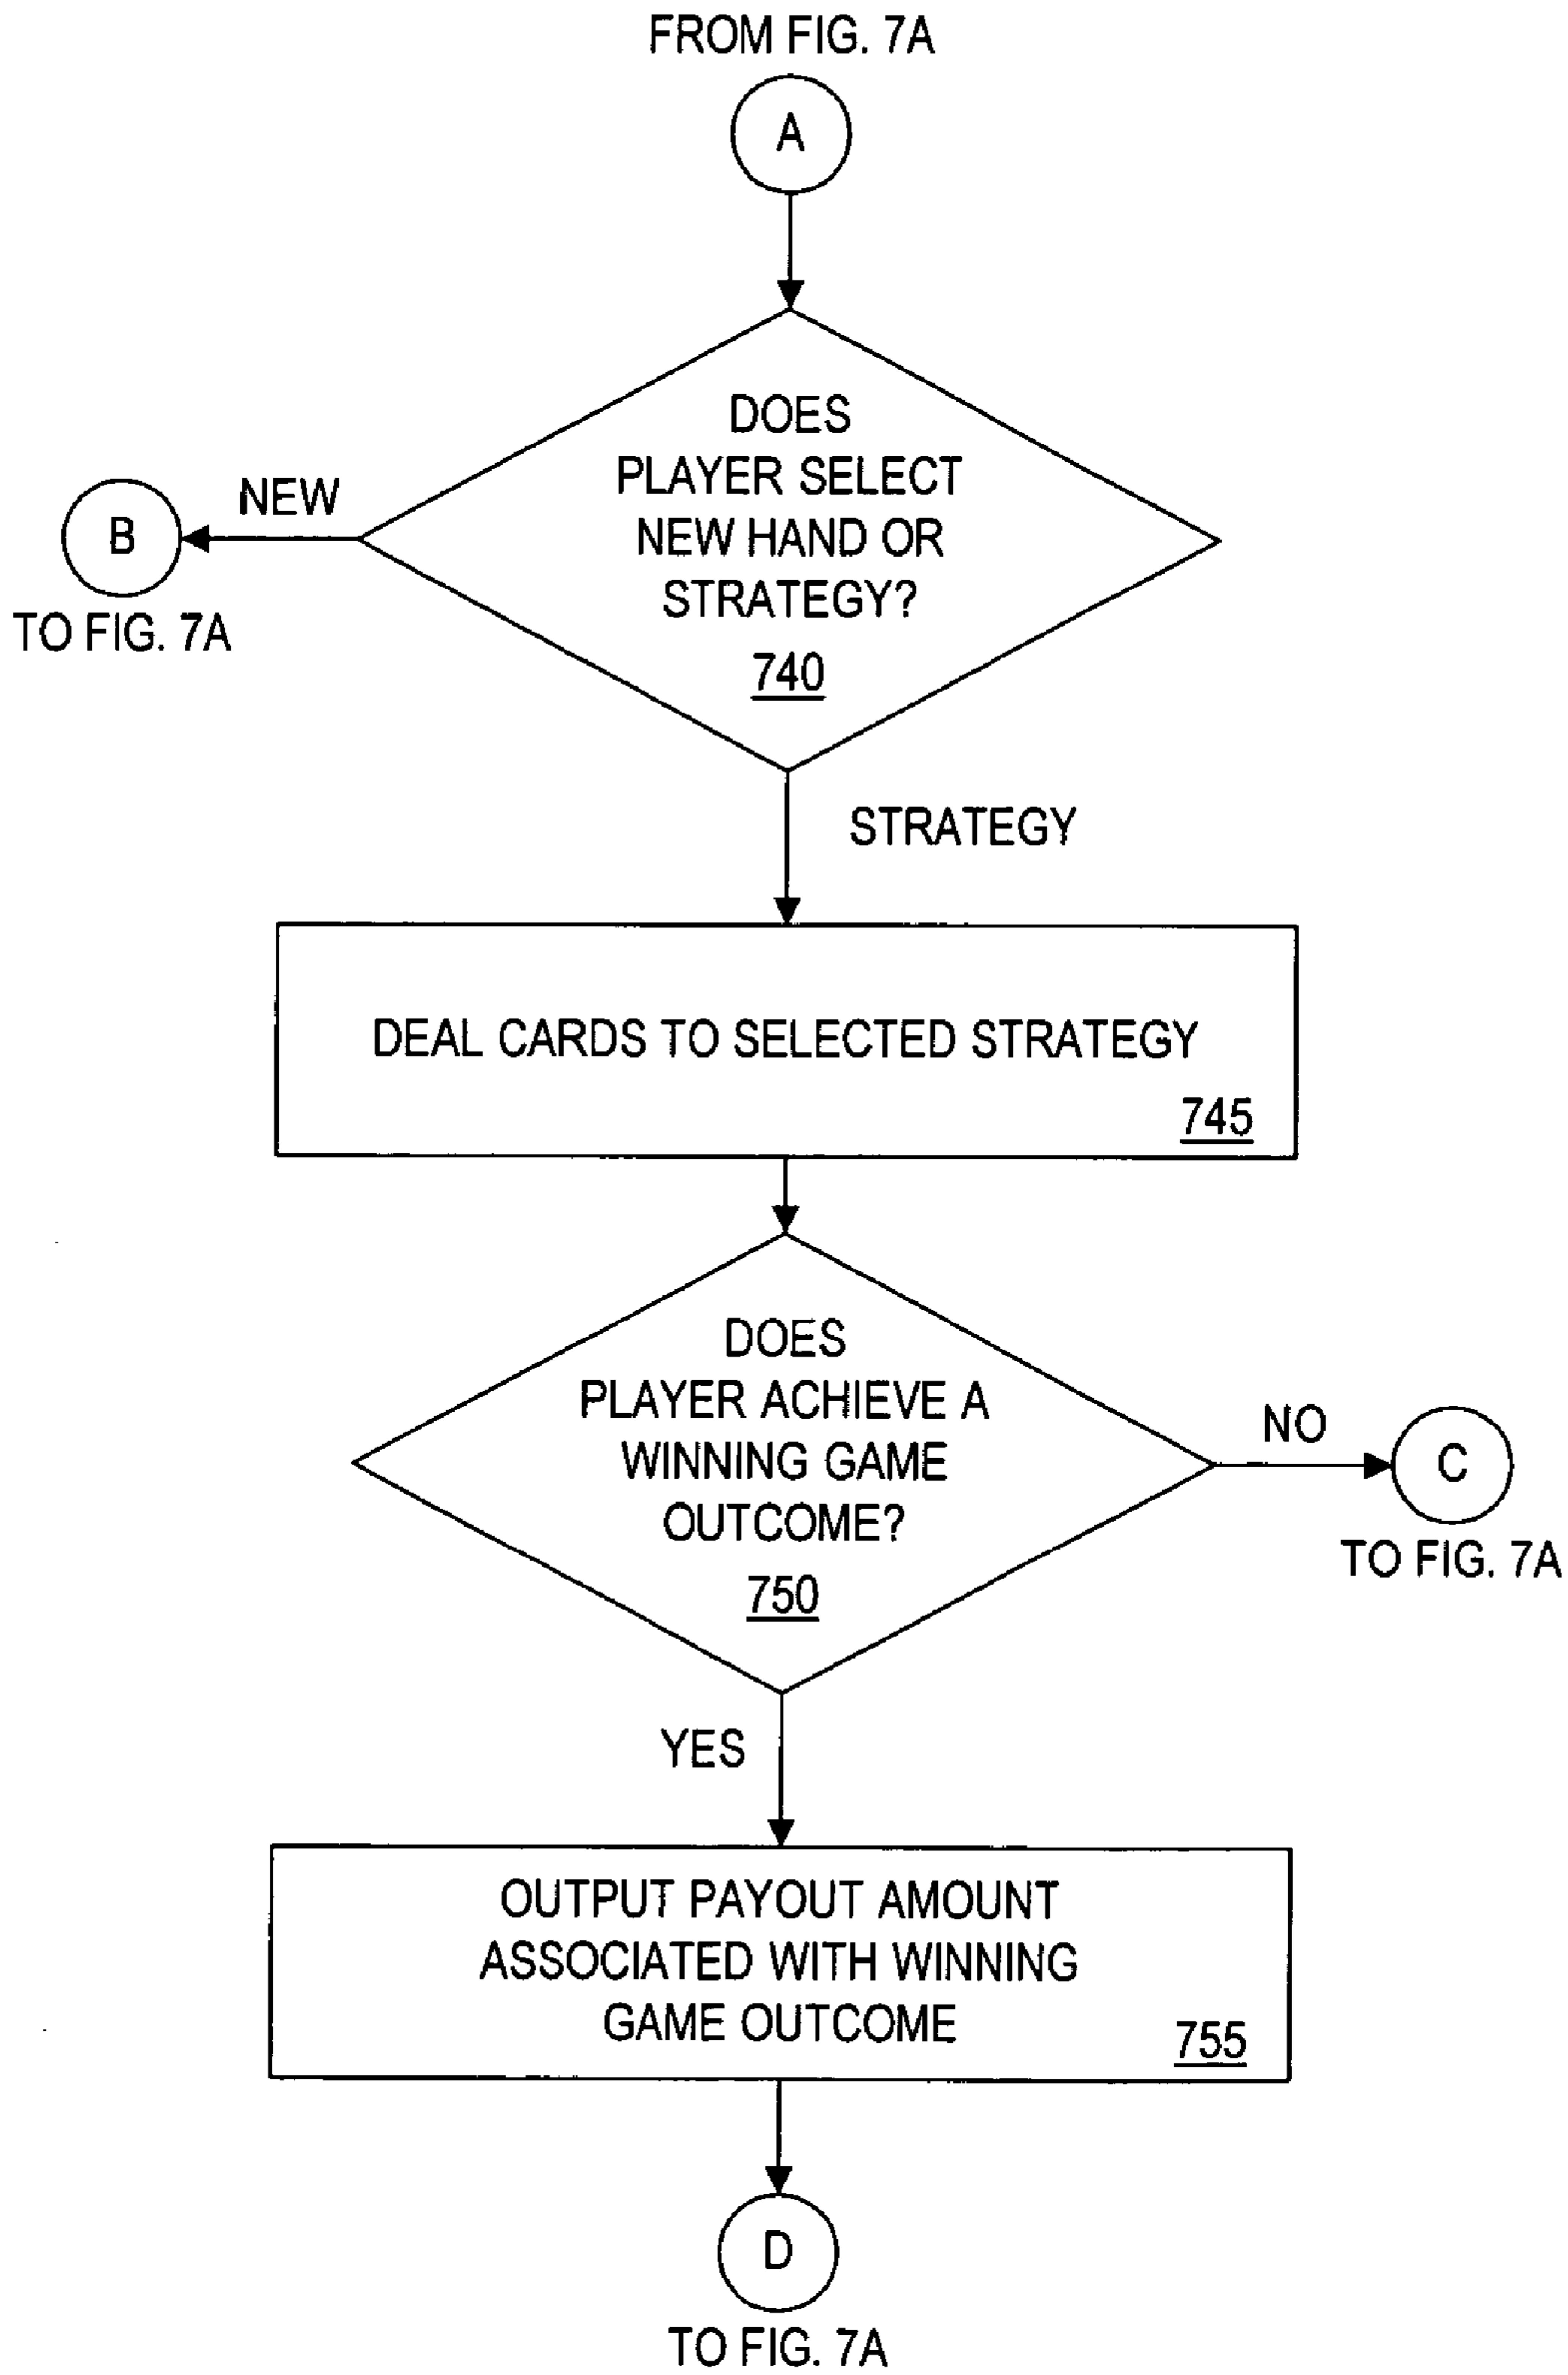 FROM FIG. 7A
A
DOES
PLAYER SELECT
NEW HAND OR
STRATEGY?
740
NEW
B
TO FIG. 7A
STRATEGY
DEAL CARDS TO SELECTED STRATEGY
745
DOES
PLAYER ACHIEVE A
WINNING GAME
OUTCOME?
750
NO
C
TO FIG. 7A
YES
OUTPUT PAYOUT AMOUNT
ASSOCIATED WITH WINNING
GAME OUTCOME
755
D
TO FIG. 7A